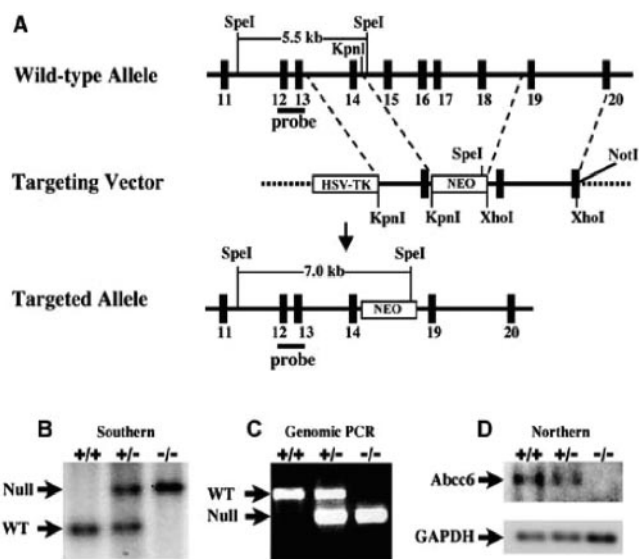 A
SpeI SpeI
5.5 kb
KpnI
Wild-type Allele
11 12 13 14 15 16 17 18 19 20
probe
SpeI NotI
Targeting Vector
HSV-TK NEO
KpnI KpnI XhoI XhoI
SpeI SpeI
7.0 kb
Targeted Allele
NEO
11 12 13 14 19 20
probe
B Southern
+/+ +/- -/-
Null
WT
C Genomic PCR
+/+ +/- -/-
WT
Null
D Northern
+/+ +/- -/-
Abcc6
GAPDH